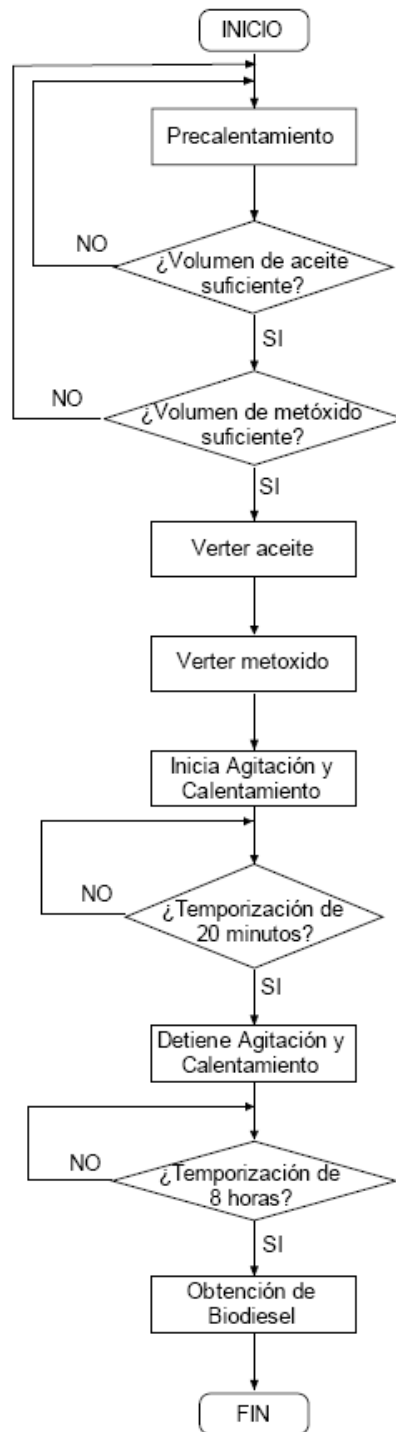 INICIO
Precalentamiento
NO
¿Volumen de aceite
suficiente?
SI
NO
¿Volumen de metóxido
suficiente?
SI
Verter aceite
Verter metoxido
Inicia Agitación y
Calentamiento
NO
¿Temporización de
20 minutos?
SI
Detiene Agitación y
Calentamiento
NO
¿Temporización de
8 horas?
SI
Obtención de
Biodiesel
FIN